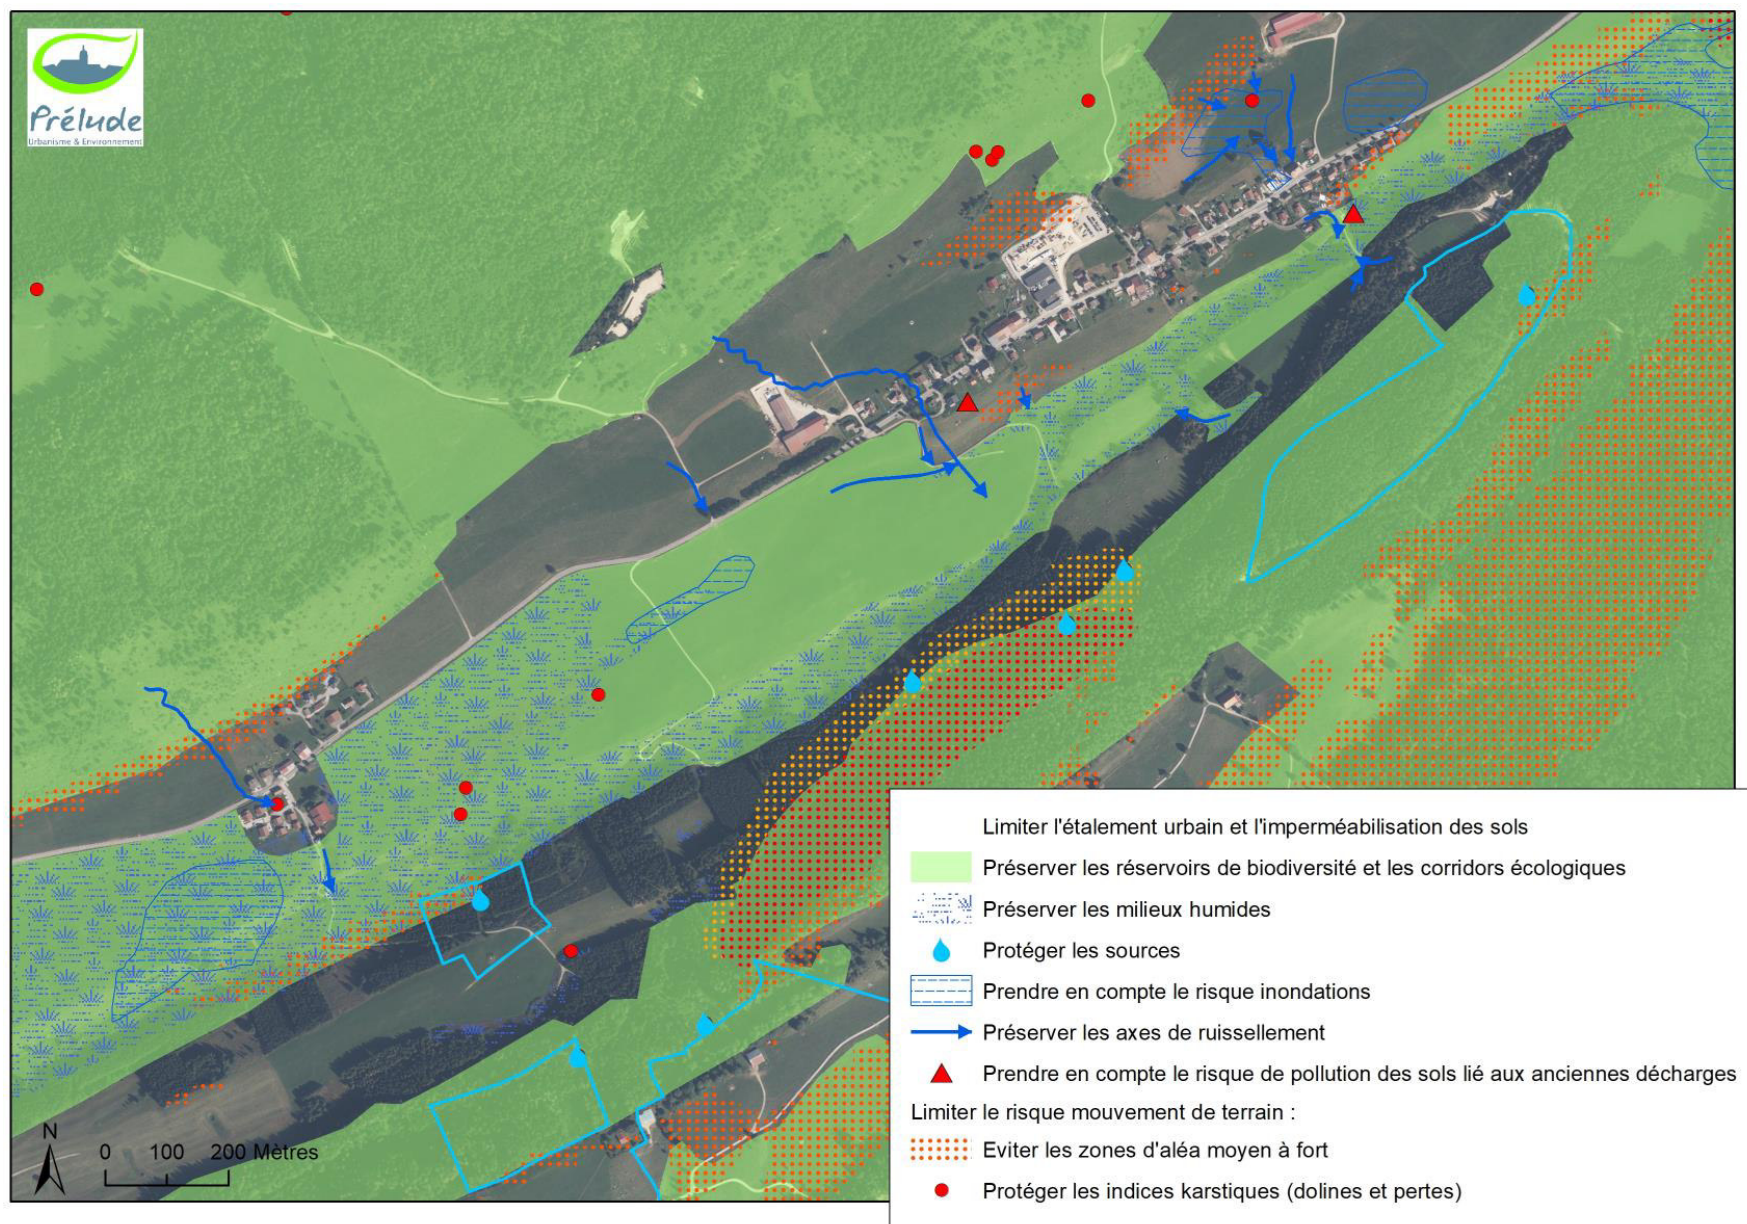 Prélude
Urbanisme & Environnement
N
0 100 200 Mètres
Limiter l'étalement urbain et l'imperméabilisation des sols
Préserver les réservoirs de biodiversité et les corridors écologiques
Préserver les milieux humides
Protéger les sources
Prendre en compte le risque inondations
Préserver les axes de ruissellement
Prendre en compte le risque de pollution des sols lié aux anciennes décharges
Limiter le risque mouvement de terrain :
Eviter les zones d'aléa moyen à fort
Protéger les indices karstiques (dolines et pertes)